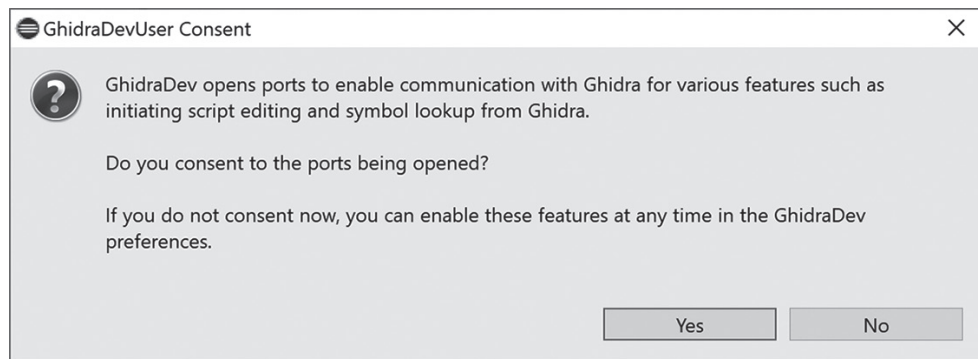 GhidraDevUser Consent
GhidraDev opens ports to enable communication with Ghidra for various features such as
initiating script editing and symbol lookup from Ghidra.
Do you consent to the ports being opened?
If you do not consent now, you can enable these features at any time in the GhidraDev
preferences.
Yes
No